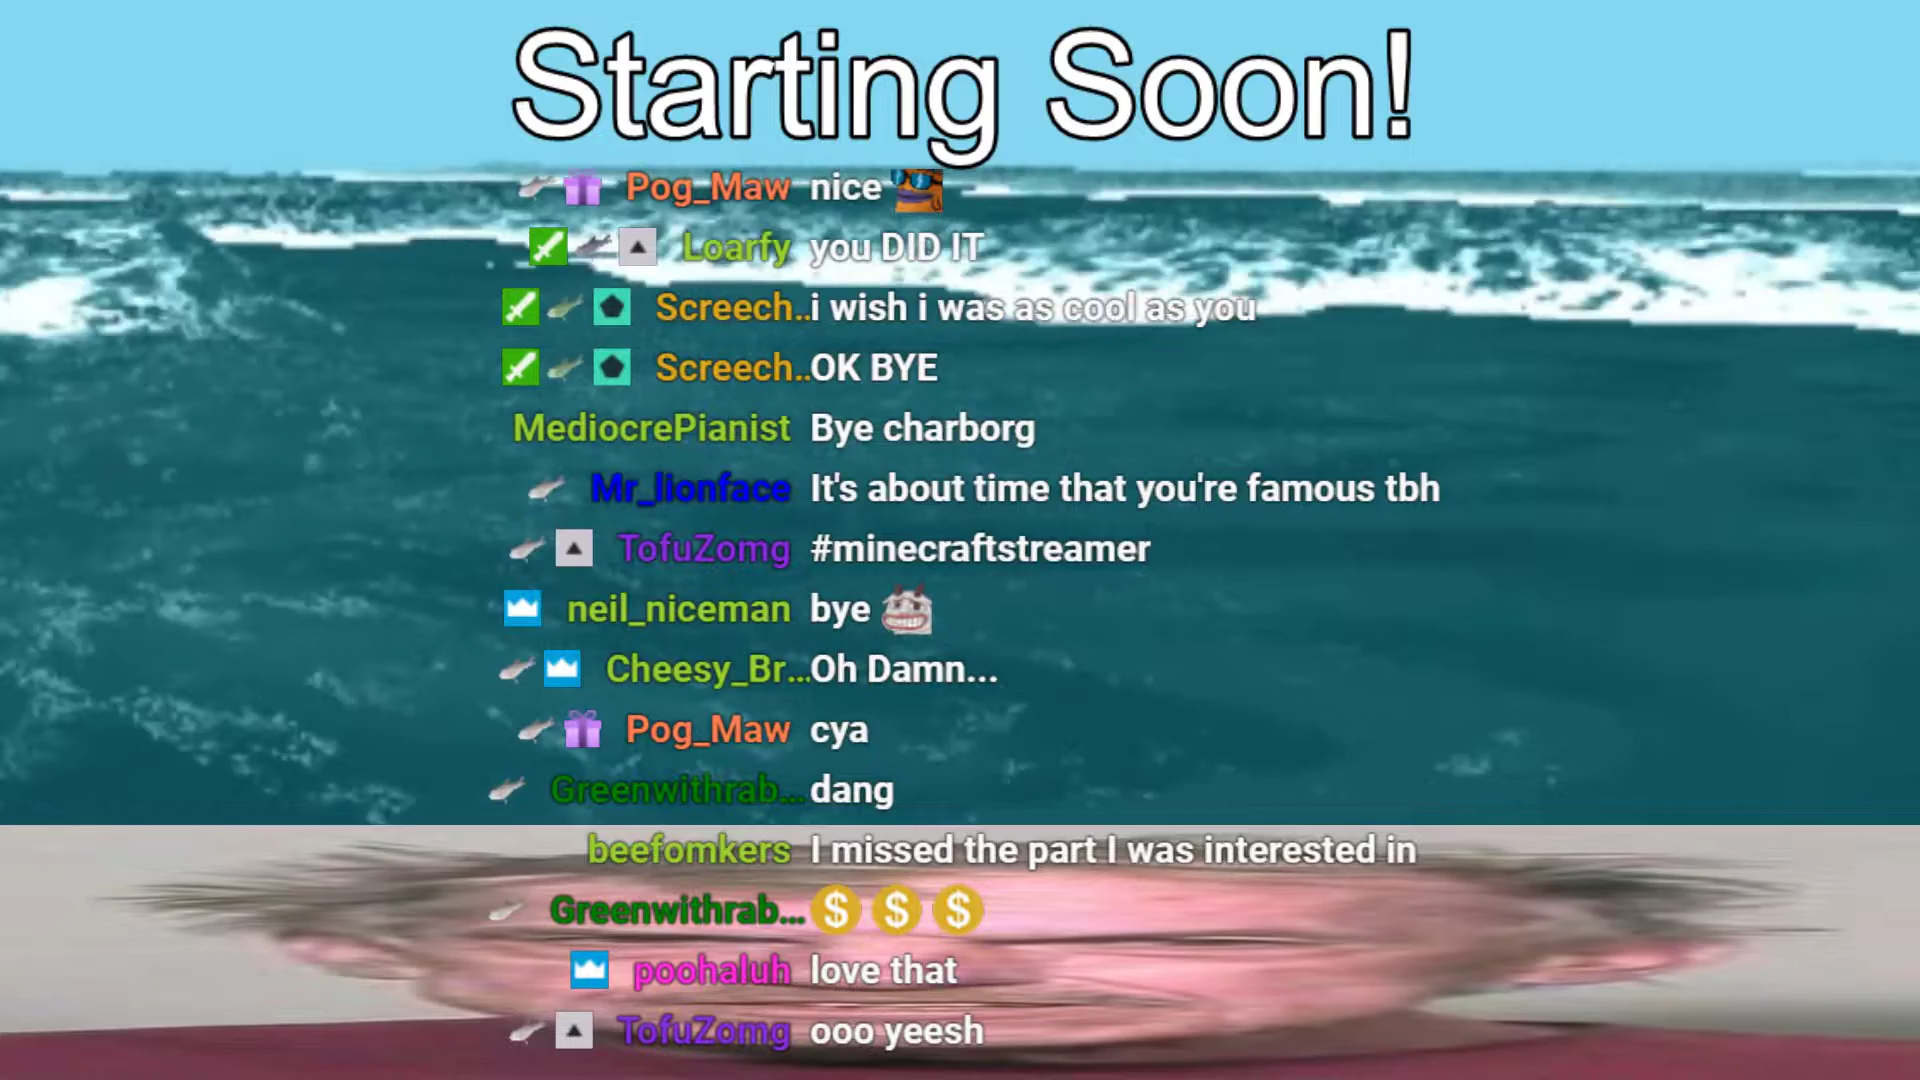 Starting Soon!
Pog_Maw nice
Loarfy you DID IT
Screech.. i wish i was as cool as you
Screech.. OK BYE
MediocrePianist Bye charborg
Mr_lionface It's about time that you're famous tbh
TofuZomg #minecraftstreamer
neil_niceman bye
Cheesy_Br... Oh Damn...
Pog_Maw cya
Greenwithrab... dang
beefomkers I missed the part I was interested in
Greenwithrab... $ $ $
poohaluh love that
TofuZomg ooo yeesh